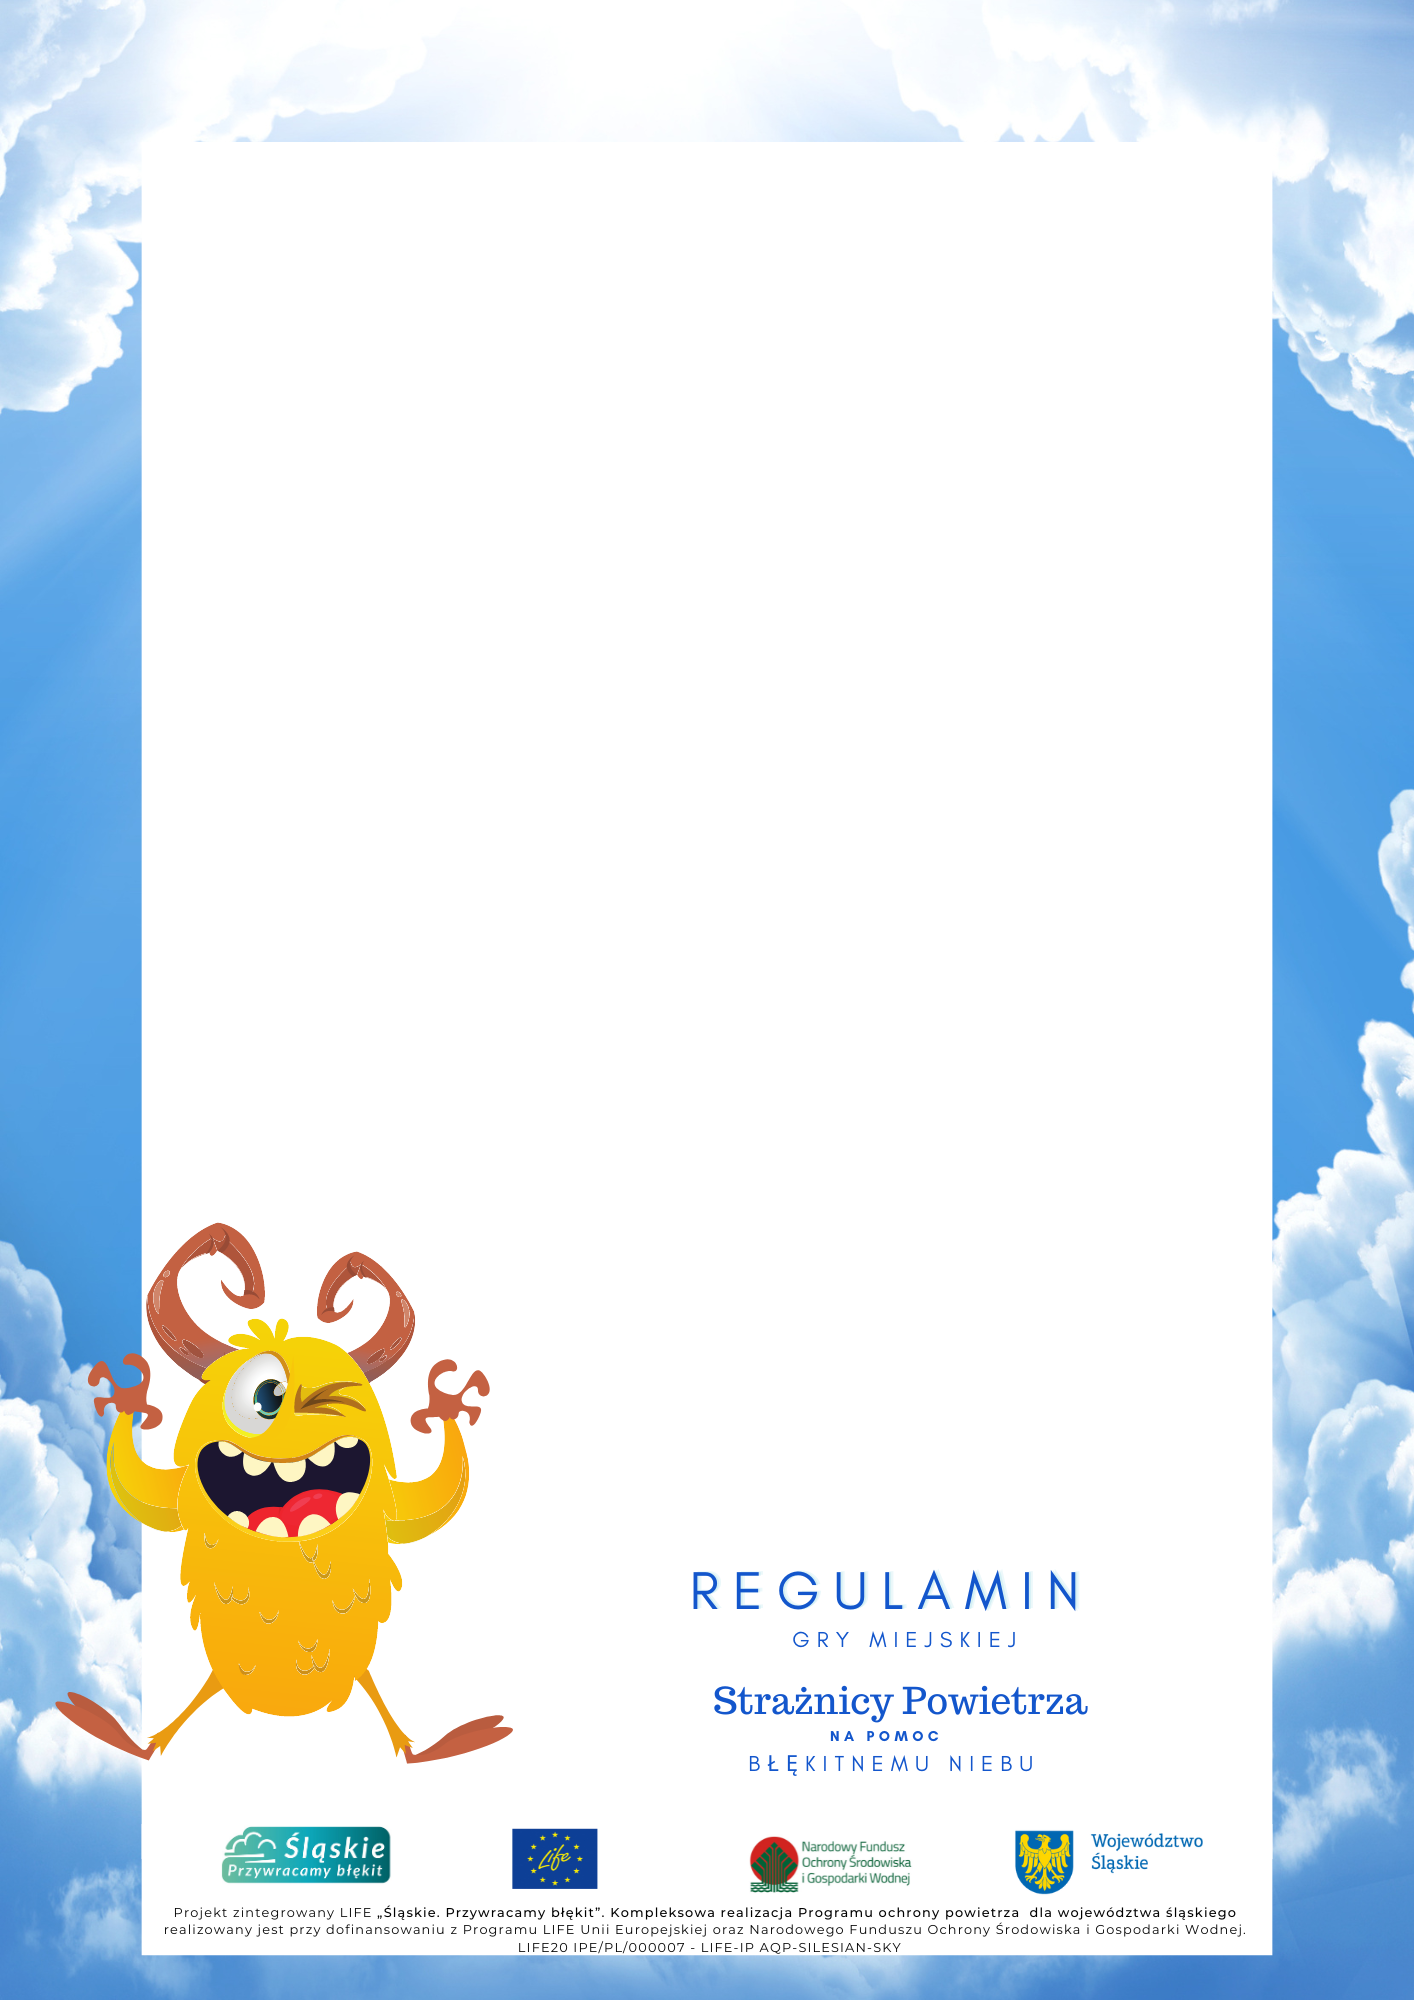 REGULAMIN
GRY MIEJSKIEJ
Strażnicy Powietrza
NA POMOC
BŁĘKITNEMU NIEBU
Śląskie
Przywracamy błękit
Life
Narodowy Fundusz
Ochrony Środowiska
i Gospodarki Wodnej
Województwo
Śląskie
Projekt zintegrowany LIFE „Śląskie. Przywracamy błękit”. Kompleksowa realizacja Programu ochrony powietrza dla województwa śląskiego
realizowany jest przy dofinansowaniu z Programu LIFE Unii Europejskiej oraz Narodowego Funduszu Ochrony Środowiska i Gospodarki Wodnej.
LIFE20 IPE/PL/000007 - LIFE-IP AQP-SILESIAN-SKY